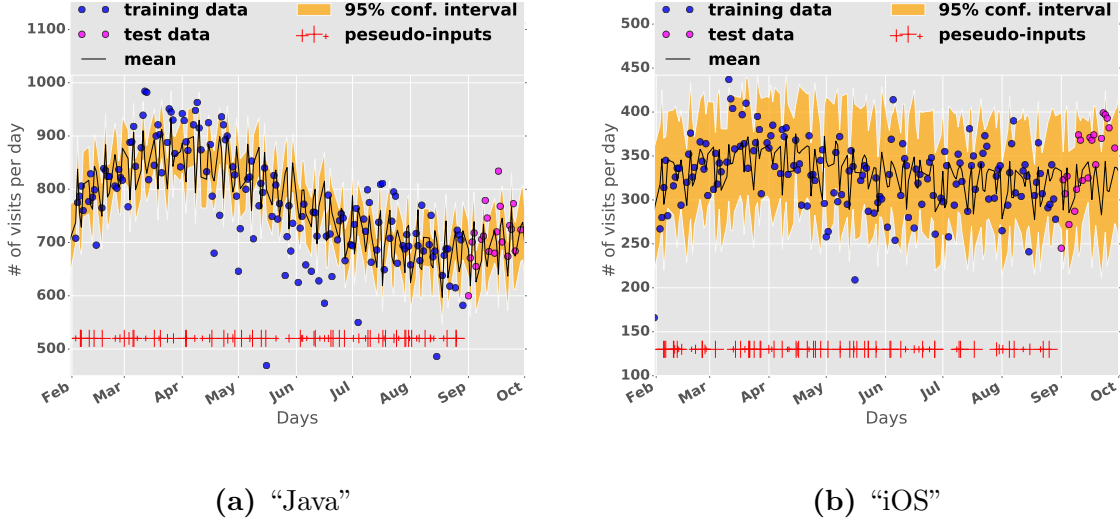 training data
95% conf. interval
test data
peseudo-inputs
mean
1100
1000
900
800
700
600
500
# of visits per day
Feb Mar Apr May Jun Jul Aug Sep Oct
Days
(a) “Java”
training data
95% conf. interval
test data
peseudo-inputs
mean
500
450
400
350
300
250
200
150
100
# of visits per day
Feb Mar Apr May Jun Jul Aug Sep Oct
Days
(b) “iOS”